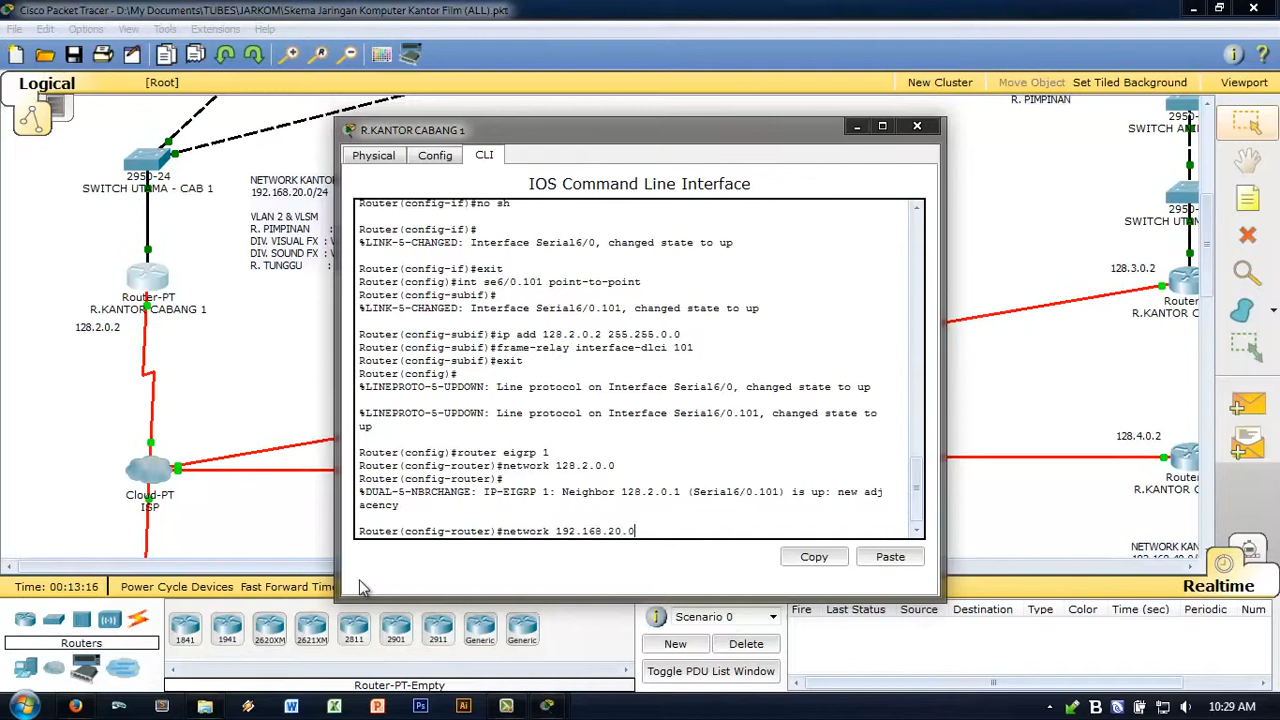 Cisco Packet Tracer - D:\My Documents\TUBES\JARKOM\Skema Jaringan Komputer Kantor Film (ALL).pkt
File Edit Options View Tools Extensions Help
Logical
[Root]
New Cluster
Move Object
Set Tiled Background
Viewport
R. PIMPINAN
2950-24
SWITCH UTAMA - CAB 1
NETWORK KANTOR
192.168.20.0/24
VLAN 2 & VLSM
R. PIMPINAN
DIV. VISUAL FX :
DIV. SOUND FX :
R. TUNGGU :
Router-PT
R.KANTOR CABANG 1
128.2.0.2
Cloud-PT
ISP
R.KANTOR CABANG 1
Physical
Config
CLI
IOS Command Line Interface
Router(config-if)#no sh
Router(config-if)#
%LINK-5-CHANGED: Interface Serial6/0, changed state to up
Router(config-if)#exit
Router(config)#int se6/0.101 point-to-point
Router(config-subif)#
%LINK-5-CHANGED: Interface Serial6/0.101, changed state to up
Router(config-subif)#ip add 128.2.0.2 255.255.0.0
Router(config-subif)#frame-relay interface-dlci 101
Router(config-subif)#exit
Router(config)#
%LINEPROTO-5-UPDOWN: Line protocol on Interface Serial6/0, changed state to up
%LINEPROTO-5-UPDOWN: Line protocol on Interface Serial6/0.101, changed state to
up
Router(config)#router eigrp 1
Router(config-router)#network 128.2.0.0
Router(config-router)#
%DUAL-5-NBRCHANGE: IP-EIGRP 1: Neighbor 128.2.0.1 (Serial6/0.101) is up: new adj
acency
Router(config-router)#network 192.168.20.0
Copy
Paste
2950
SWITCH
2950
SWITCH UT
128.3.0.2
Router
R.KANTOR C
128.4.0.2
Router
R.KANTOR C
Time: 00:13:16
Power Cycle Devices
Fast Forward Time
Realtime
Routers
1841
1941
2620XM
2621XM
2811
2901
2911
Generic
Generic
Router-PT-Empty
Scenario 0
New
Delete
Toggle PDU List Window
Fire Last Status Source Destination Type Color Time (sec) Periodic Num
10:29 AM